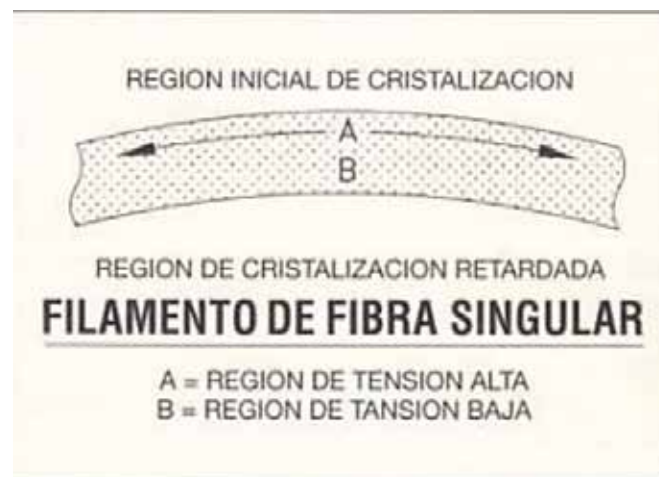 REGION INICIAL DE CRISTALIZACION
A
B
REGION DE CRISTALIZACION RETARDADA
FILAMENTO DE FIBRA SINGULAR
A = REGION DE TENSION ALTA
B = REGION DE TANSION BAJA